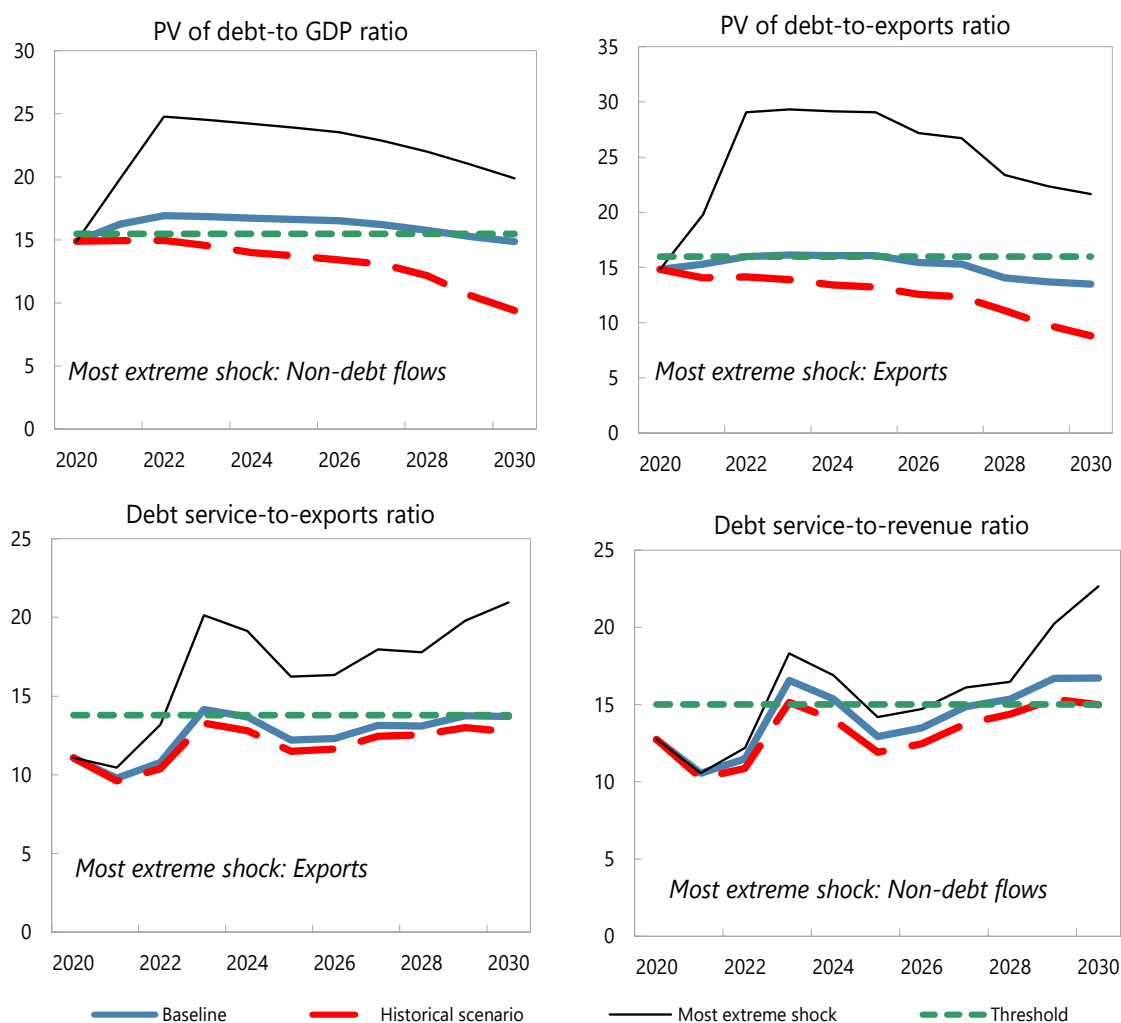 PV of debt-to GDP ratio
30
25
20
15
10
5
0
Most extreme shock: Non-debt flows
2020 2022 2024 2026 2028 2030
PV of debt-to-exports ratio
35
30
25
20
15
10
5
0
Most extreme shock: Exports
2020 2022 2024 2026 2028 2030
Debt service-to-exports ratio
25
20
15
10
5
0
Most extreme shock: Exports
2020 2022 2024 2026 2028 2030
Debt service-to-revenue ratio
25
20
15
10
5
0
Most extreme shock: Non-debt flows
2020 2022 2024 2026 2028 2030
Baseline Historical scenario Most extreme shock Threshold